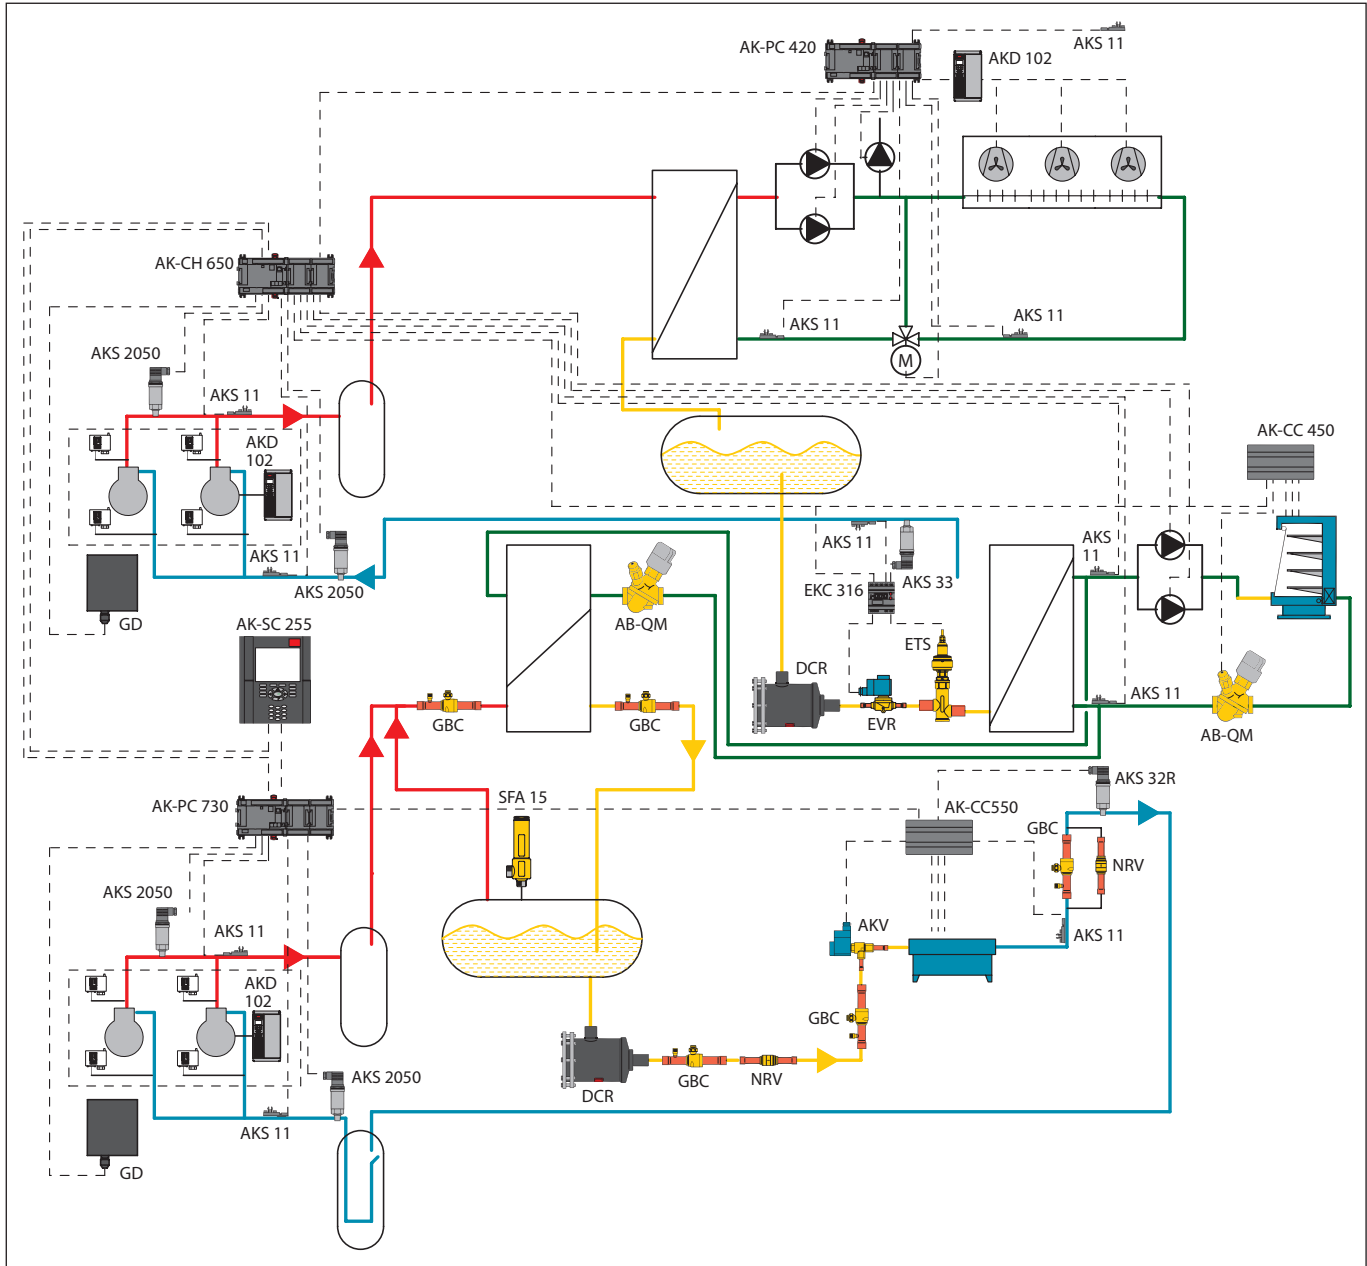 AK-PC 420
AKS 11
AKD 102
AK-CH 650
AKS 2050
AKS 11
AKS 11
AKS 11
AKD
102
AK-CC 450
AKS 11
AKS 2050
AKS 11
AKS 33
AKS
11
EKC 316
GD
AK-SC 255
AB-QM
ETS
DCR
EVR
GBC
GBC
AKS 11
AB-QM
AK-PC 730
SFA 15
AK-CC550
AKS 32R
GBC
NRV
AKS 2050
AKS 11
AKD
102
AKV
AKS 11
GBC
DCR
GBC
NRV
AKS 2050
AKS 11
GD